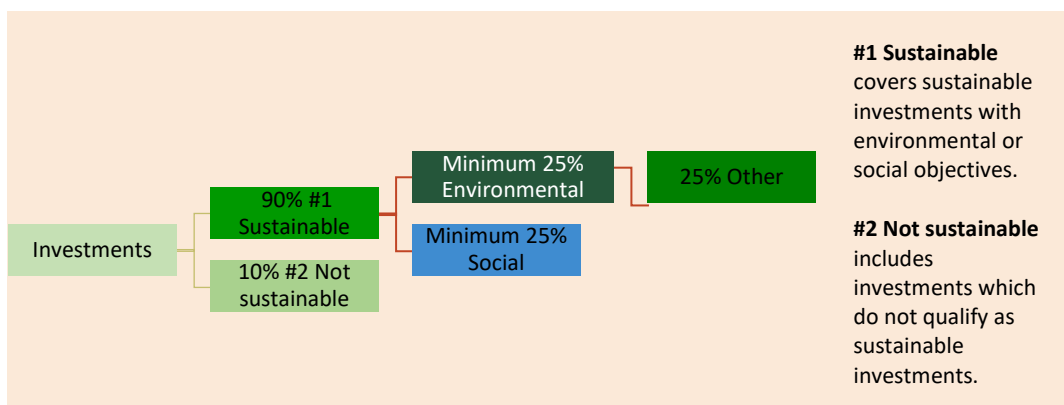 Investments
90% #1
Sustainable
10% #2 Not
sustainable
Minimum 25%
Environmental
Minimum 25%
Social
25% Other
#1 Sustainable
covers sustainable
investments with
environmental or
social objectives.
#2 Not sustainable
includes
investments which
do not qualify as
sustainable
investments.